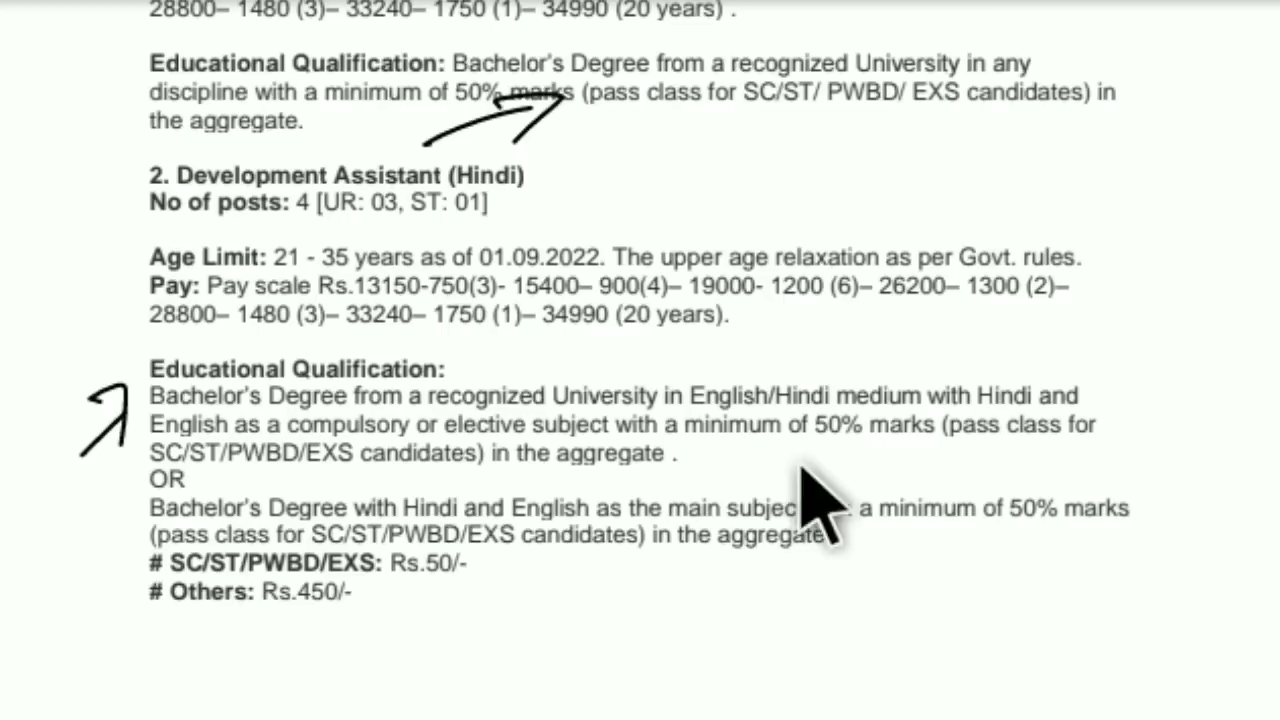 28800– 1480 (3)– 33240– 1750 (1)– 34990 (20 years) .
Educational Qualification: Bachelor's Degree from a recognized University in any
discipline with a minimum of 50% marks (pass class for SC/ST/ PWBD/ EXS candidates) in
the aggregate.
2. Development Assistant (Hindi)
No of posts: 4 [UR: 03, ST: 01]
Age Limit: 21 - 35 years as of 01.09.2022. The upper age relaxation as per Govt. rules.
Pay: Pay scale Rs.13150-750(3)- 15400– 900(4)– 19000- 1200 (6)– 26200– 1300 (2)–
28800– 1480 (3)– 33240– 1750 (1)– 34990 (20 years).
Educational Qualification:
Bachelor's Degree from a recognized University in English/Hindi medium with Hindi and
English as a compulsory or elective subject with a minimum of 50% marks (pass class for
SC/ST/PWBD/EXS candidates) in the aggregate .
OR
Bachelor's Degree with Hindi and English as the main a minimum of 50% marks
(pass class for SC/ST/PWBD/EXS candidates) in the aggregate
# SC/ST/PWBD/EXS: Rs.50/-
# Others: Rs.450/-